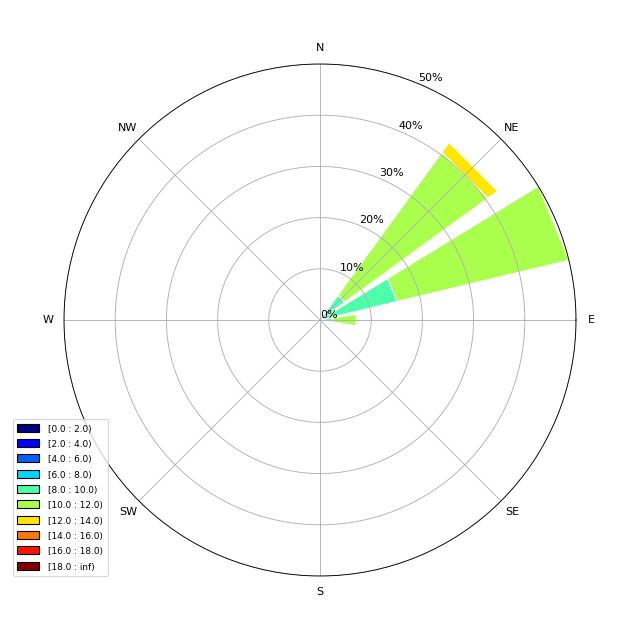 N
50%
NW
NE
40%
30%
20%
10%
0%
W
E
[0.0 : 2.0)
[2.0 : 4.0)
[4.0 : 6.0)
[6.0 : 8.0)
[8.0 : 10.0)
[10.0 : 12.0)
[12.0 : 14.0)
[14.0 : 16.0)
[16.0 : 18.0)
[18.0 : inf)
SW
SE
S